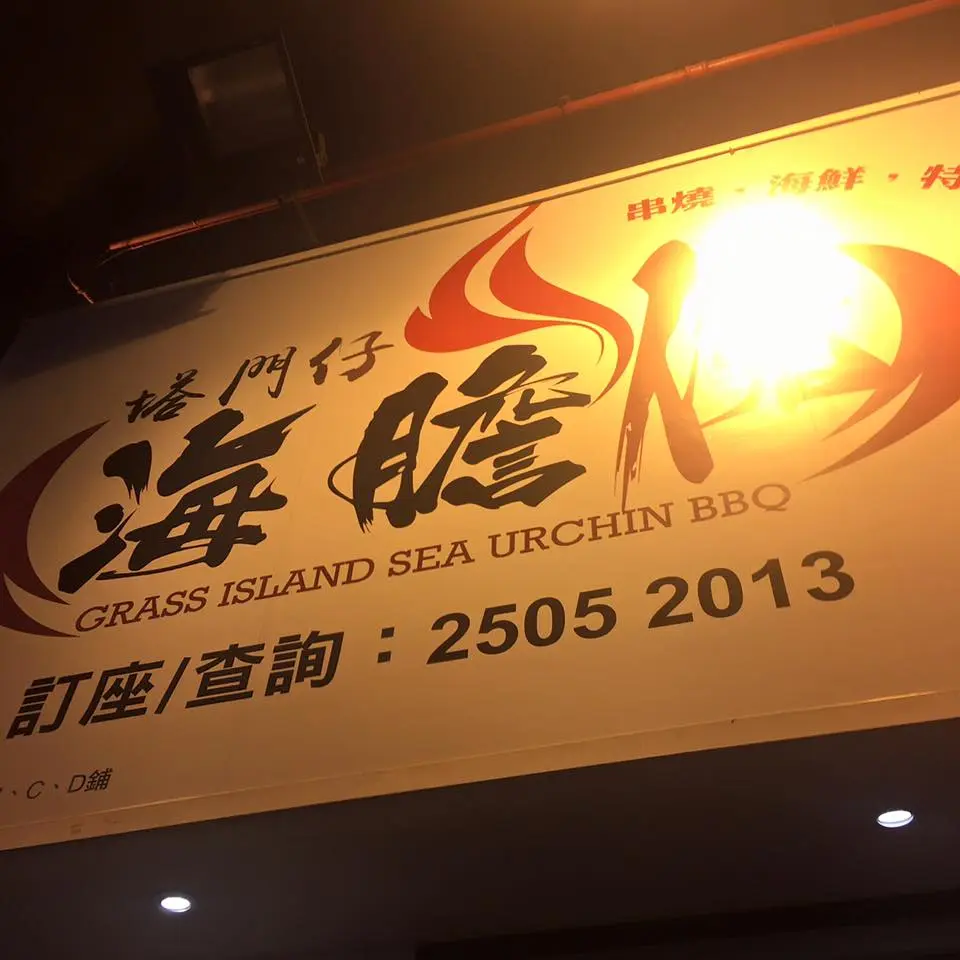 串燒・海鮮・特
塔門仔
海膽
GRASS ISLAND SEA URCHIN BBQ
訂座/查詢：2505 2013
、C、D鋪